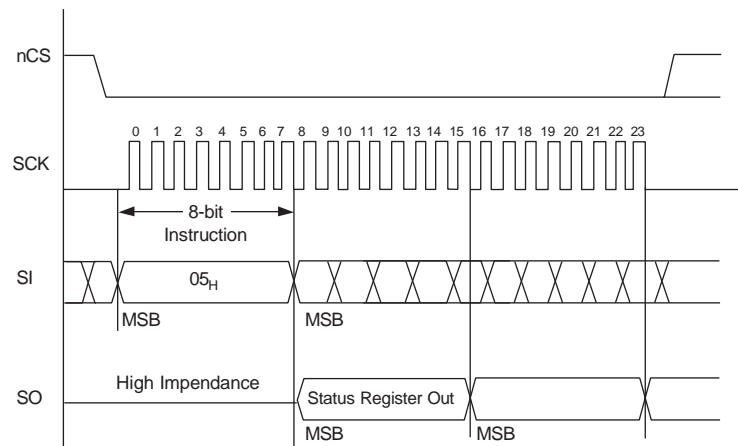 nCS
0 1 2 3 4 5 6 7 8 9 10 11 12 13 14 15 16 17 18 19 20 21 22 23
SCK
8-bit
Instruction
SI
05H
MSB MSB
High Impendance
SO
Status Register Out
MSB MSB